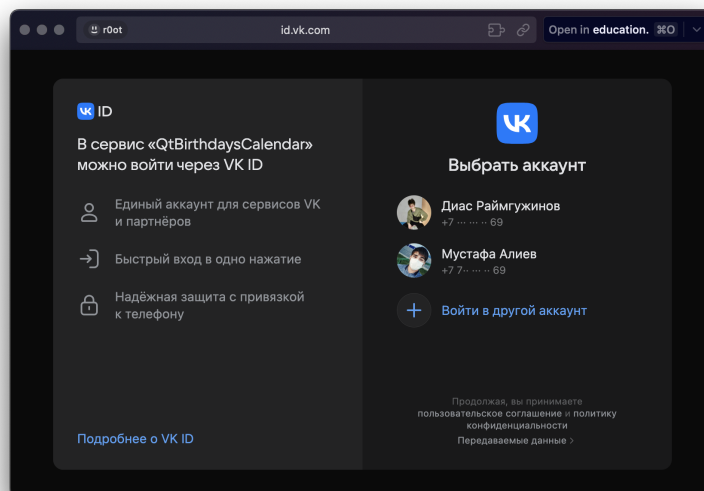 r0ot
id.vk.com
Open in education. ⌘O
VK ID
В сервис «QtBirthdaysCalendar»
можно войти через VK ID
Единый аккаунт для сервисов VK
и партнёров
Быстрый вход в одно нажатие
Надёжная защита с привязкой
к телефону
Подробнее о VK ID
VK
Выбрать аккаунт
Диас Раймгужинов
+7 ··· ··· ·· 69
Мустафа Алиев
+7 7·· ··· ·· 69
Войти в другой аккаунт
Продолжая, вы принимаете
пользовательское соглашение и политику
конфиденциальности
Передаваемые данные >